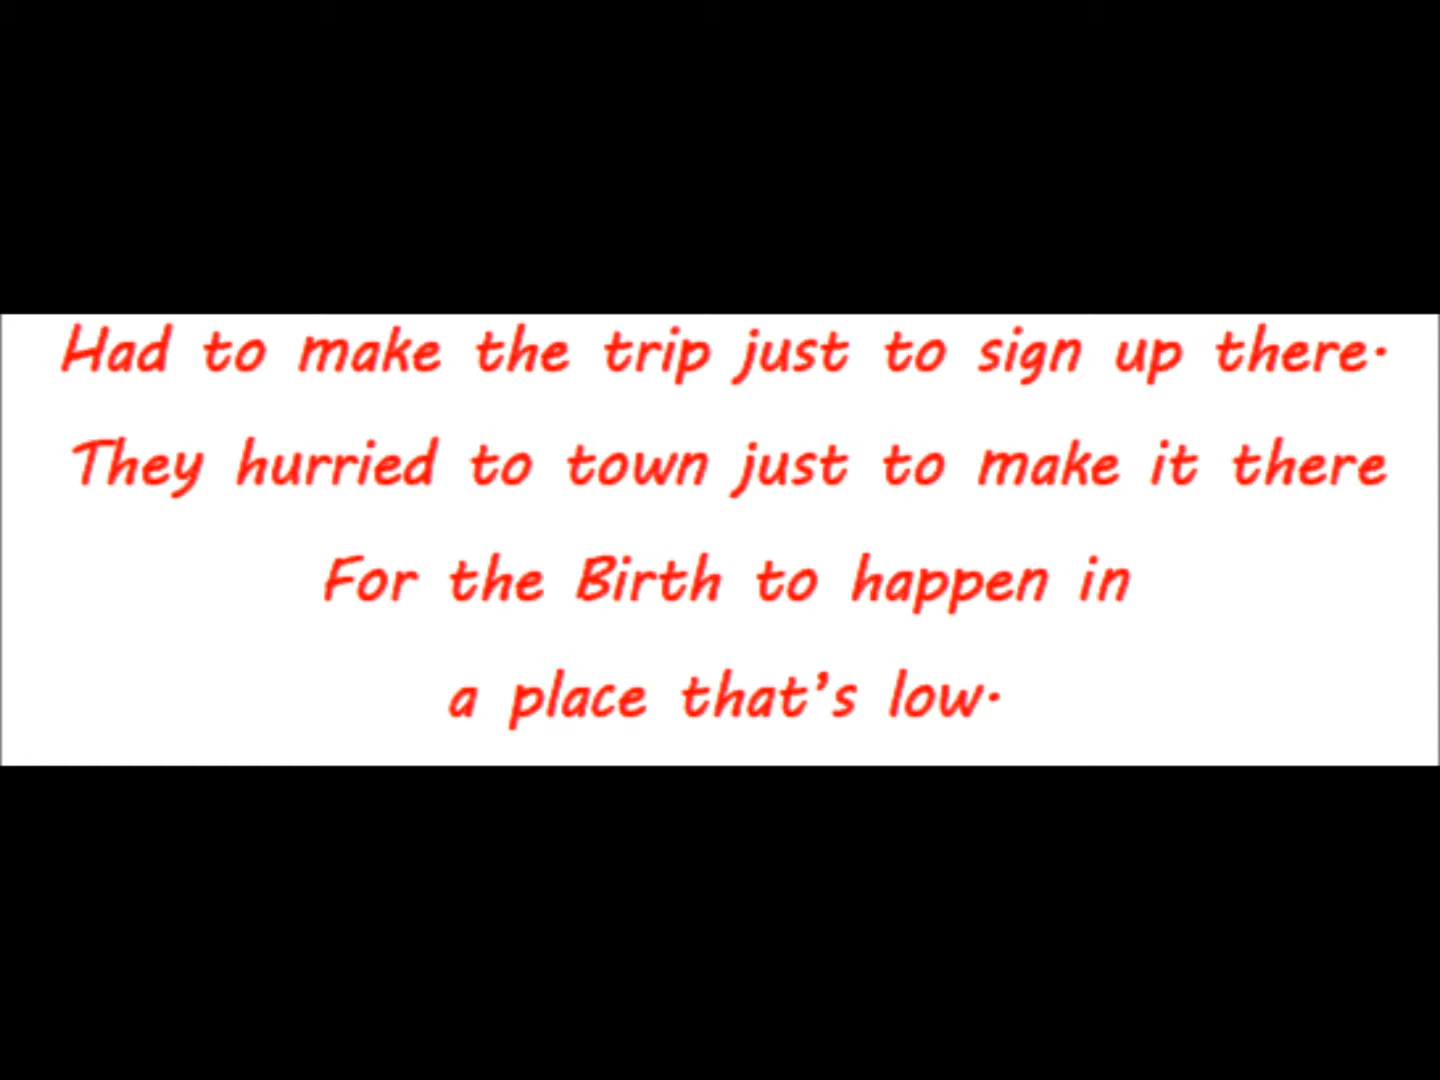 Had to make the trip just to sign up there.
They hurried to town just to make it there
For the Birth to happen in
a place that’s low.